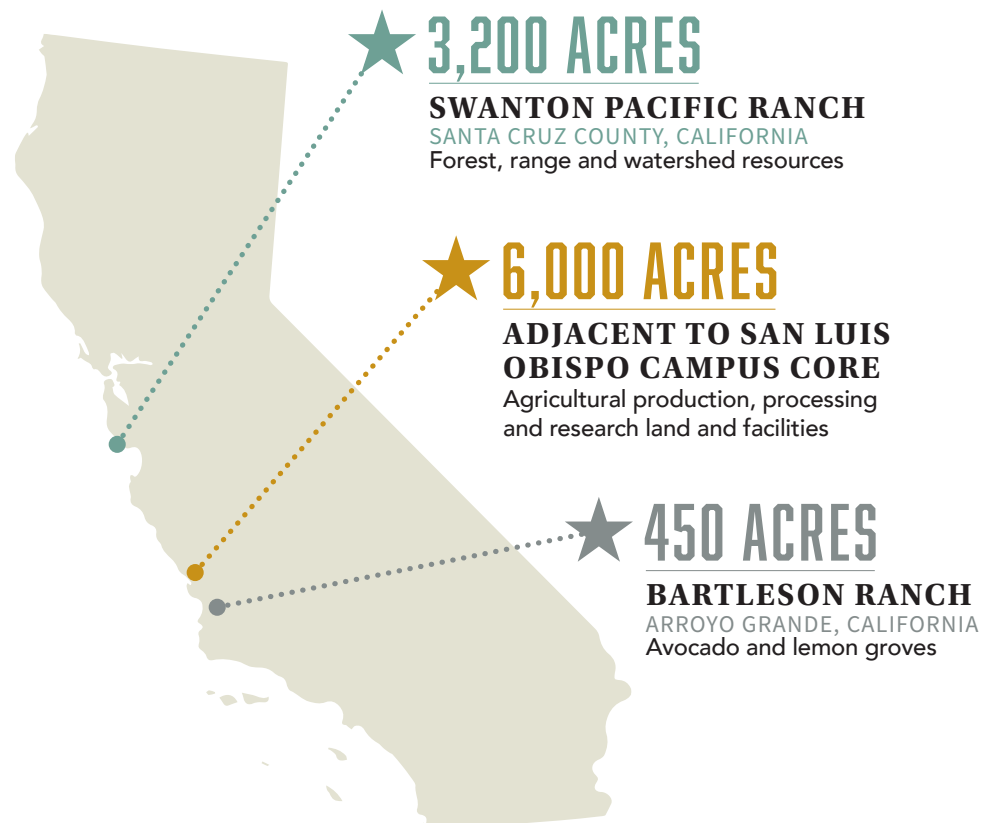 3,200 ACRES
SWANTON PACIFIC RANCH
SANTA CRUZ COUNTY, CALIFORNIA
Forest, range and watershed resources
6,000 ACRES
ADJACENT TO SAN LUIS
OBISPO CAMPUS CORE
Agricultural production, processing
and research land and facilities
450 ACRES
BARTLESON RANCH
ARROYO GRANDE, CALIFORNIA
Avocado and lemon groves